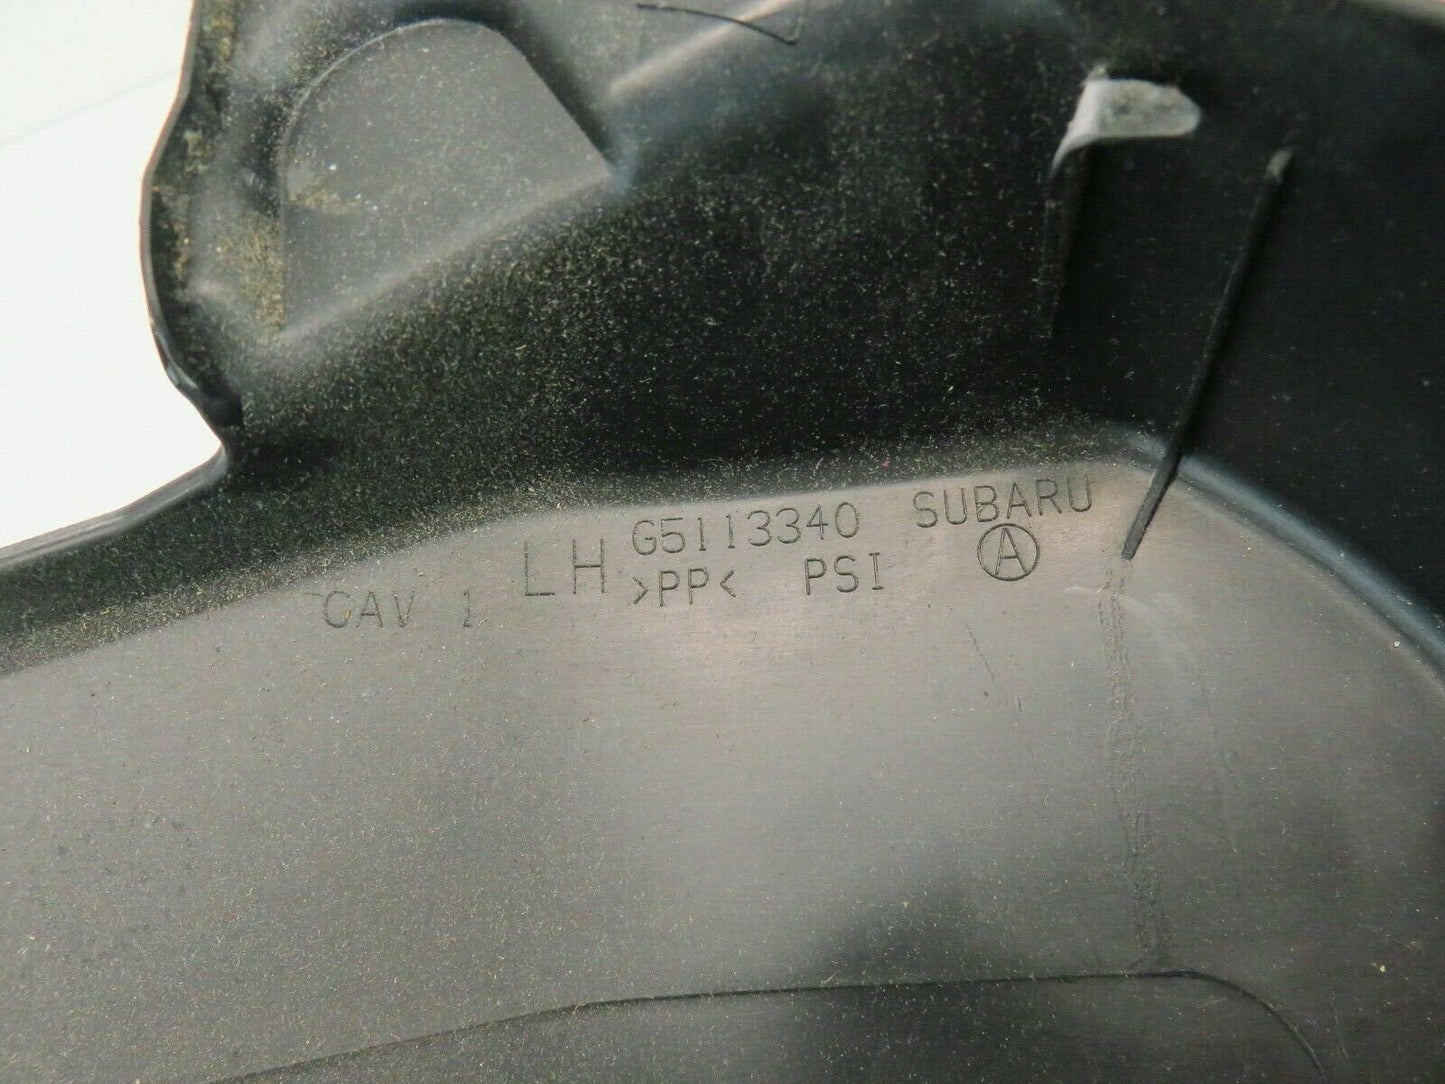 G5113340 SUBARU
LH >PP< PSI Ⓐ
CAV 1